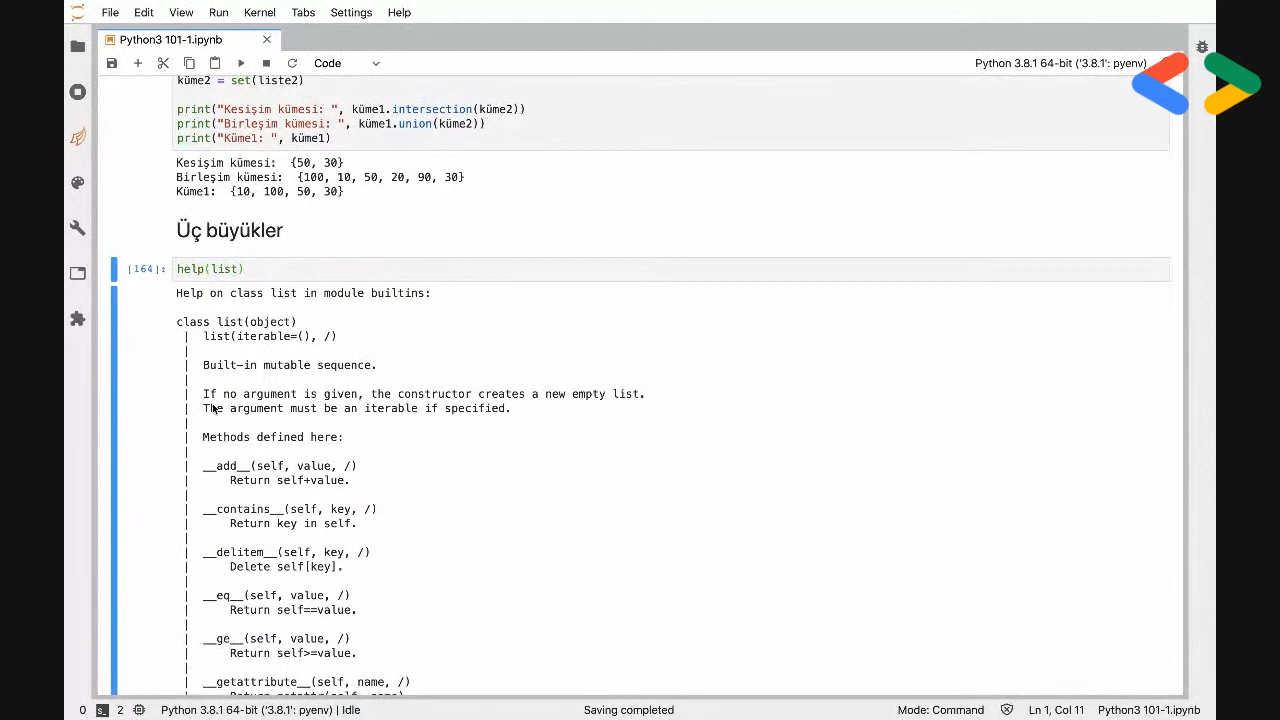 File Edit View Run Kernel Tabs Settings Help
Python3 101-1.ipynb
Code
Python 3.8.1 64-bit ('3.8.1': pyenv)
küme2 = set(liste2)
print("Kesişim kümesi: ", küme1.intersection(küme2))
print("Birleşim kümesi: ", küme1.union(küme2))
print("Küme1: ", küme1)
Kesişim kümesi:  {50, 30}
Birleşim kümesi:  {100, 10, 50, 20, 90, 30}
Küme1:  {10, 100, 50, 30}
Üç büyükler
[164]: help(list)
Help on class list in module builtins:
class list(object)
 |  list(iterable=(), /)
 |
 |  Built-in mutable sequence.
 |
 |  If no argument is given, the constructor creates a new empty list.
 |  The argument must be an iterable if specified.
 |
 |  Methods defined here:
 |
 |  __add__(self, value, /)
 |      Return self+value.
 |
 |  __contains__(self, key, /)
 |      Return key in self.
 |
 |  __delitem__(self, key, /)
 |      Delete self[key].
 |
 |  __eq__(self, value, /)
 |      Return self==value.
 |
 |  __ge__(self, value, /)
 |      Return self>=value.
 |
 |  __getattribute__(self, name, /)
 |      Return getattr(self, name).
0 2 Python 3.8.1 64-bit ('3.8.1': pyenv) | Idle Saving completed Mode: Command Ln 1, Col 11 Python3 101-1.ipynb